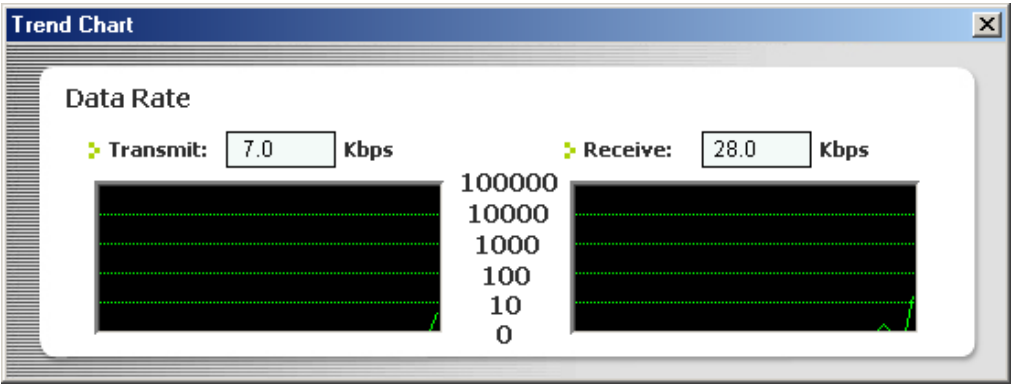 Trend Chart
Data Rate
Transmit: 7.0 Kbps
Receive: 28.0 Kbps
100000
10000
1000
100
10
0